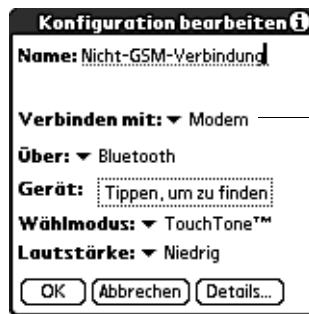 Konfiguration bearbeiten i
Name: Nicht-GSM-Verbindung
Verbinden mit: Modem
Über: Bluetooth
Gerät: Tippen, um zu finden
Wählmodus: TouchTone™
Lautstärke: Niedrig
OK Abbrechen Details...